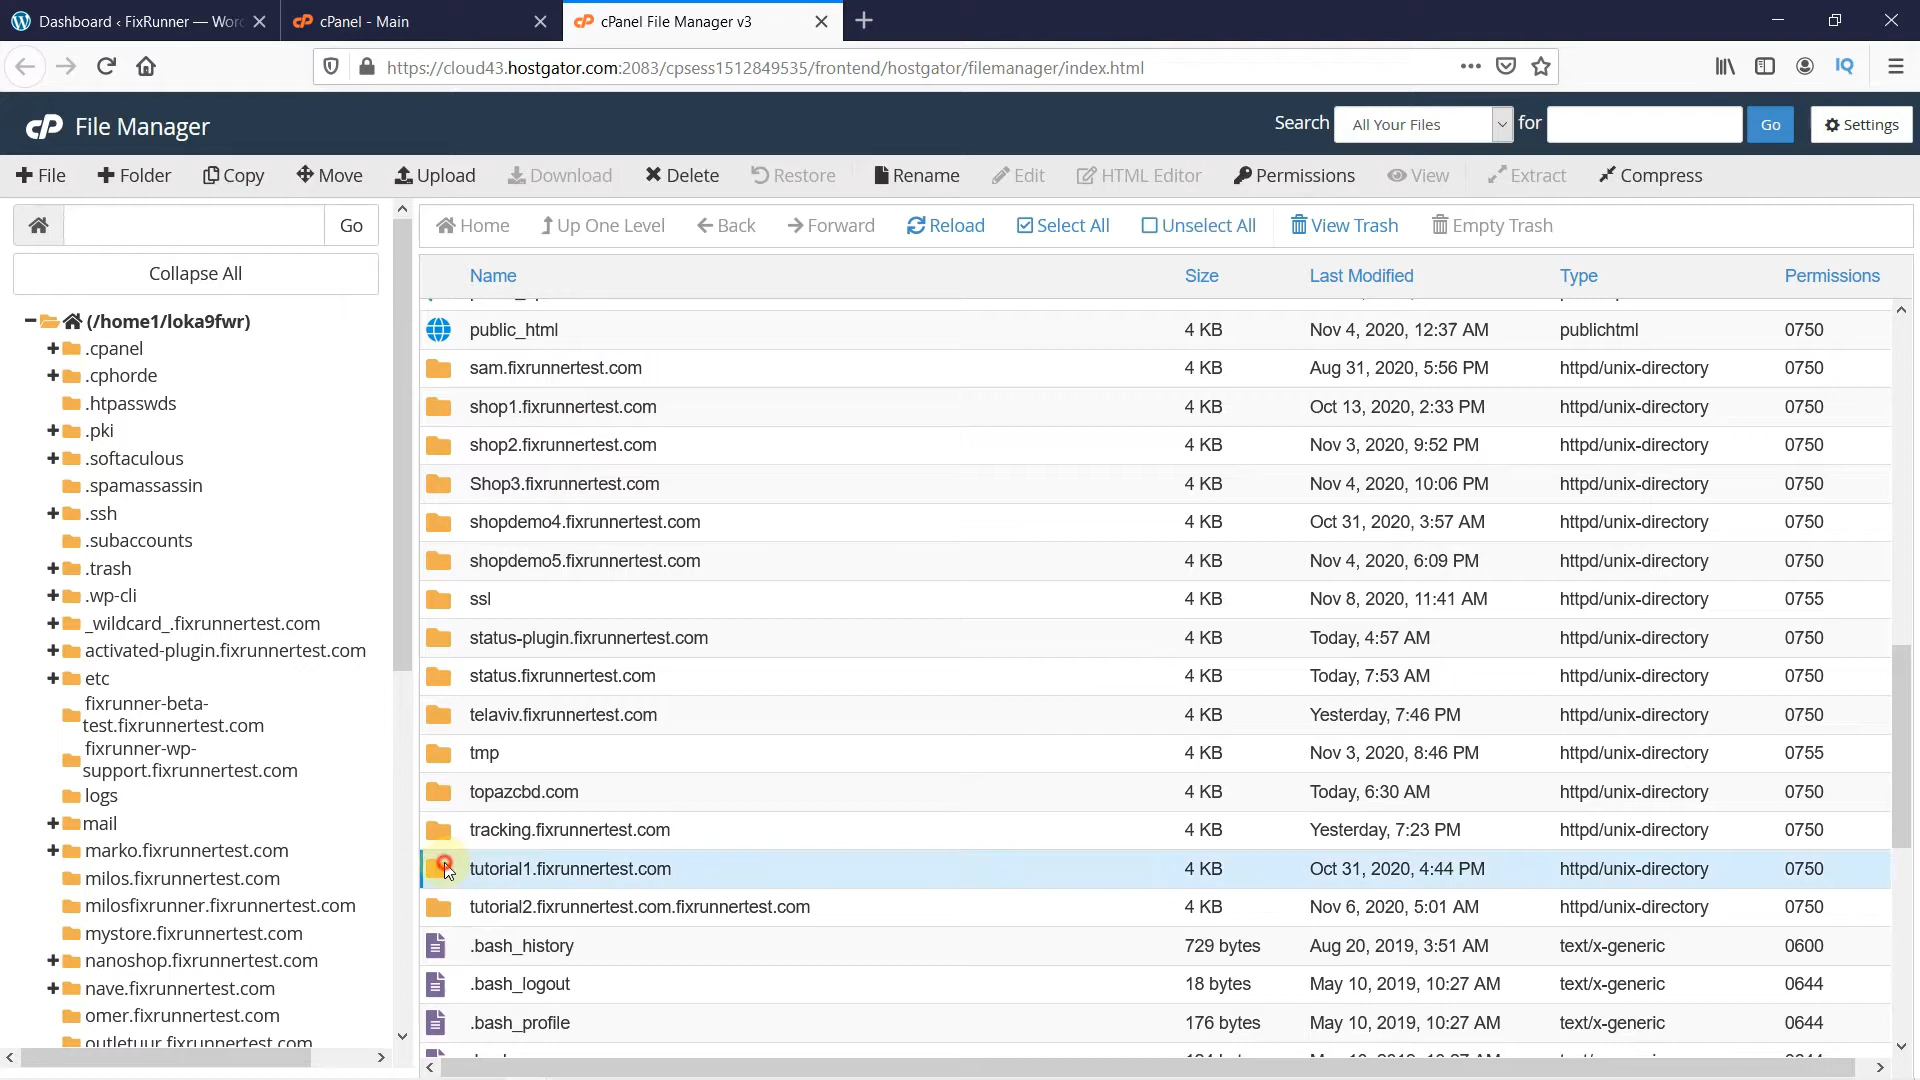 Dashboard ‹ FixRunner — Wor
cPanel - Main
cPanel File Manager v3
https://cloud43.hostgator.com:2083/cpsess1512849535/frontend/hostgator/filemanager/index.html
IQ
cP File Manager
Search All Your Files for Go Settings
File Folder Copy Move Upload Download Delete Restore Rename Edit HTML Editor Permissions View Extract Compress
Go
Home Up One Level Back Forward Reload Select All Unselect All View Trash Empty Trash
Collapse All
(/home1/loka9fwr)
.cpanel
.cphorde
.htpasswds
.pki
.softaculous
.spamassassin
.ssh
.subaccounts
.trash
.wp-cli
_wildcard_.fixrunnertest.com
activated-plugin.fixrunnertest.com
etc
fixrunner-beta-
test.fixrunnertest.com
fixrunner-wp-
support.fixrunnertest.com
logs
mail
marko.fixrunnertest.com
milos.fixrunnertest.com
milosfixrunner.fixrunnertest.com
mystore.fixrunnertest.com
nanoshop.fixrunnertest.com
nave.fixrunnertest.com
omer.fixrunnertest.com
outletuur.fixrunnertest.com
Name Size Last Modified Type Permissions
public_html 4 KB Nov 4, 2020, 12:37 AM publichtml 0750
sam.fixrunnertest.com 4 KB Aug 31, 2020, 5:56 PM httpd/unix-directory 0750
shop1.fixrunnertest.com 4 KB Oct 13, 2020, 2:33 PM httpd/unix-directory 0750
shop2.fixrunnertest.com 4 KB Nov 3, 2020, 9:52 PM httpd/unix-directory 0750
Shop3.fixrunnertest.com 4 KB Nov 4, 2020, 10:06 PM httpd/unix-directory 0750
shopdemo4.fixrunnertest.com 4 KB Oct 31, 2020, 3:57 AM httpd/unix-directory 0750
shopdemo5.fixrunnertest.com 4 KB Nov 4, 2020, 6:09 PM httpd/unix-directory 0750
ssl 4 KB Nov 8, 2020, 11:41 AM httpd/unix-directory 0755
status-plugin.fixrunnertest.com 4 KB Today, 4:57 AM httpd/unix-directory 0750
status.fixrunnertest.com 4 KB Today, 7:53 AM httpd/unix-directory 0750
telaviv.fixrunnertest.com 4 KB Yesterday, 7:46 PM httpd/unix-directory 0750
tmp 4 KB Nov 3, 2020, 8:46 PM httpd/unix-directory 0755
topazcbd.com 4 KB Today, 6:30 AM httpd/unix-directory 0750
tracking.fixrunnertest.com 4 KB Yesterday, 7:23 PM httpd/unix-directory 0750
tutorial1.fixrunnertest.com 4 KB Oct 31, 2020, 4:44 PM httpd/unix-directory 0750
tutorial2.fixrunnertest.com.fixrunnertest.com 4 KB Nov 6, 2020, 5:01 AM httpd/unix-directory 0750
.bash_history 729 bytes Aug 20, 2019, 3:51 AM text/x-generic 0600
.bash_logout 18 bytes May 10, 2019, 10:27 AM text/x-generic 0644
.bash_profile 176 bytes May 10, 2019, 10:27 AM text/x-generic 0644